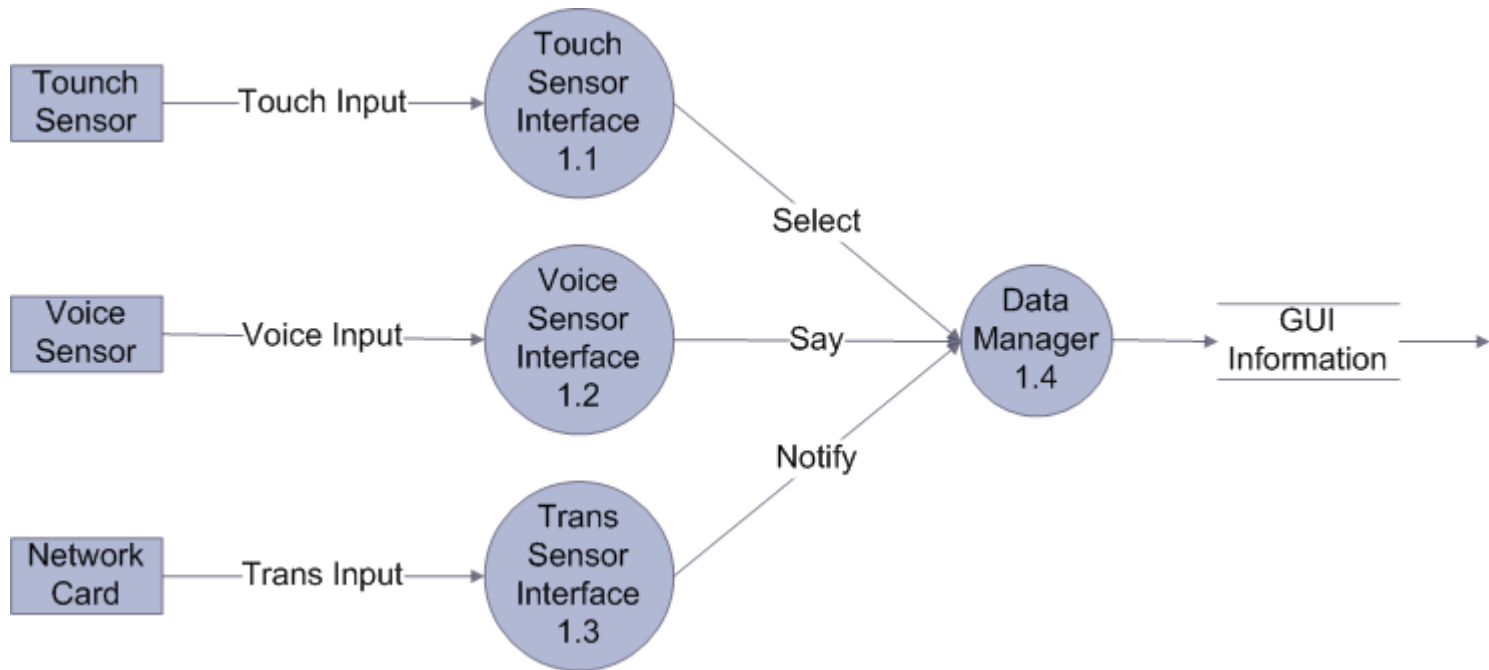 Tounch
Sensor
Touch Input
Touch
Sensor
Interface
1.1
Select
Voice
Sensor
Voice Input
Voice
Sensor
Interface
1.2
Say
Data
Manager
1.4
GUI
Information
Notify
Network
Card
Trans Input
Trans
Sensor
Interface
1.3